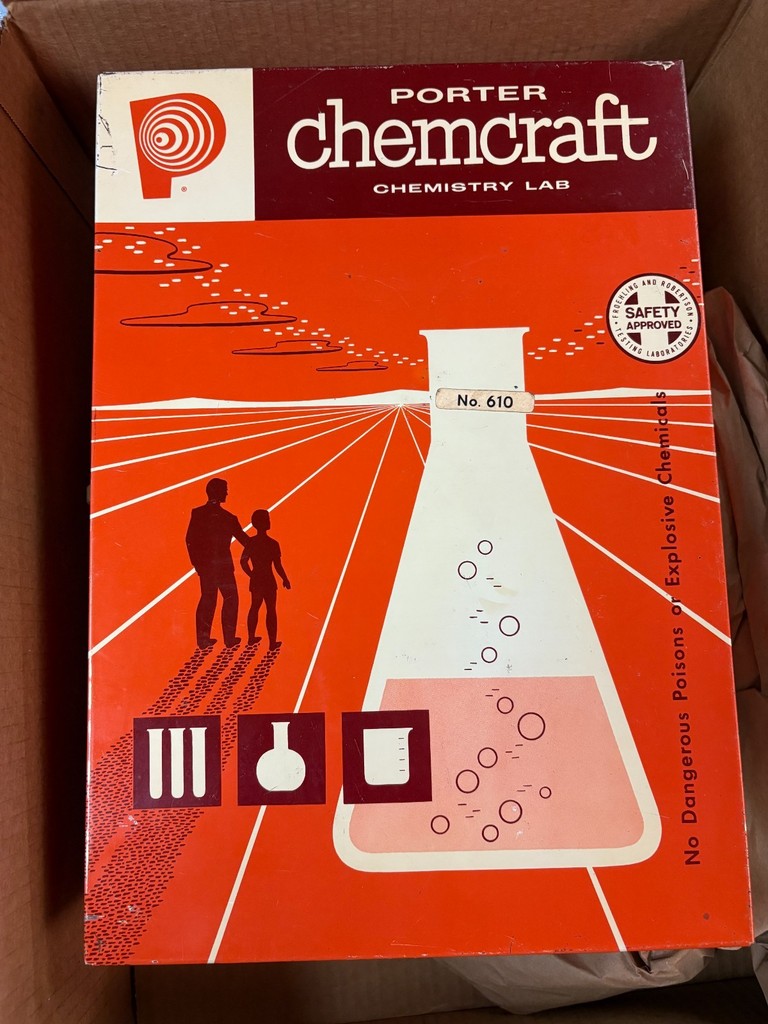 PORTER
chemcraft
CHEMISTRY LAB
P
®
FROEHLING AND ROBERTSON
SAFETY
APPROVED
TESTING LABORATORIES
No. 610
No Dangerous Poisons or Explosive Chemicals